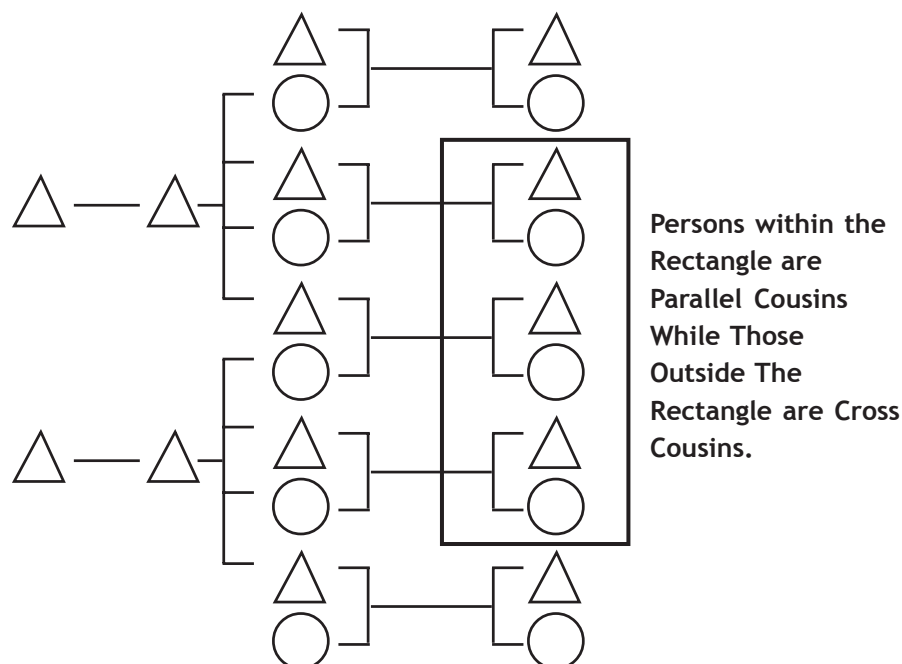 Persons within the
Rectangle are
Parallel Cousins
While Those
Outside The
Rectangle are Cross
Cousins.